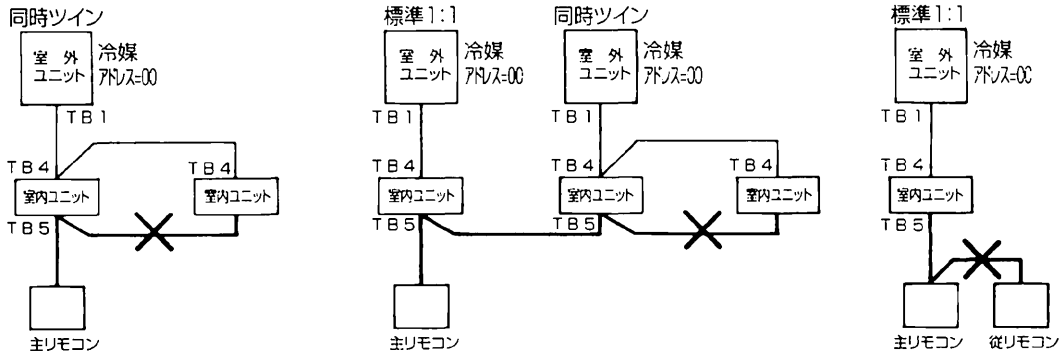 同時ツイン
室外
ユニット
冷媒
アドレス=00
TB1
TB4
TB4
室内ユニット
室内ユニット
TB5
主リモコン
標準1:1
同時ツイン
室外
ユニット
冷媒
アドレス=00
室外
ユニット
冷媒
アドレス=00
TB1
TB1
TB4
TB4
TB4
室内ユニット
室内ユニット
室内ユニット
TB5
TB5
主リモコン
標準1:1
室外
ユニット
冷媒
アドレス=00
TB1
TB4
室内ユニット
TB5
主リモコン
従リモコン